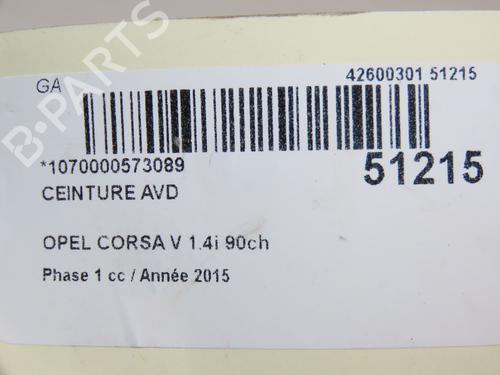 GA
42600301 51215
*1070000573089
51215
CEINTURE AVD
OPEL CORSA V 1.4i 90ch
Phase 1 cc / Année 2015
B-PARTS